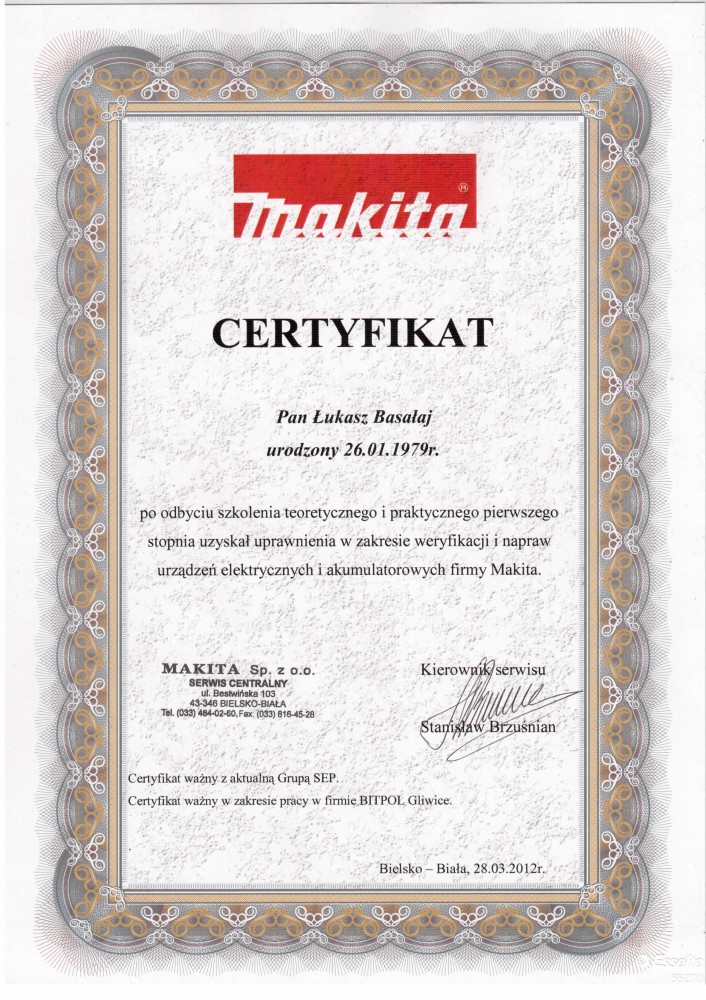 makita®
CERTYFIKAT
Pan Łukasz Basałaj
urodzony 26.01.1979r.
po odbyciu szkolenia teoretycznego i praktycznego pierwszego
stopnia uzyskał uprawnienia w zakresie weryfikacji i napraw
urządzeń elektrycznych i akumulatorowych firmy Makita.
MAKITA Sp. z o.o.
SERWIS CENTRALNY
ul. Bestwińska 103
43-346 BIELSKO-BIAŁA
Tel. (033) 484-02-60, Fax. (033) 816-45-28
Kierownik serwisu
Stanisław Brzuśnian
Certyfikat ważny z aktualną Grupą SEP.
Certyfikat ważny w zakresie pracy w firmie BITPOL Gliwice.
Bielsko – Biała, 28.03.2012r.